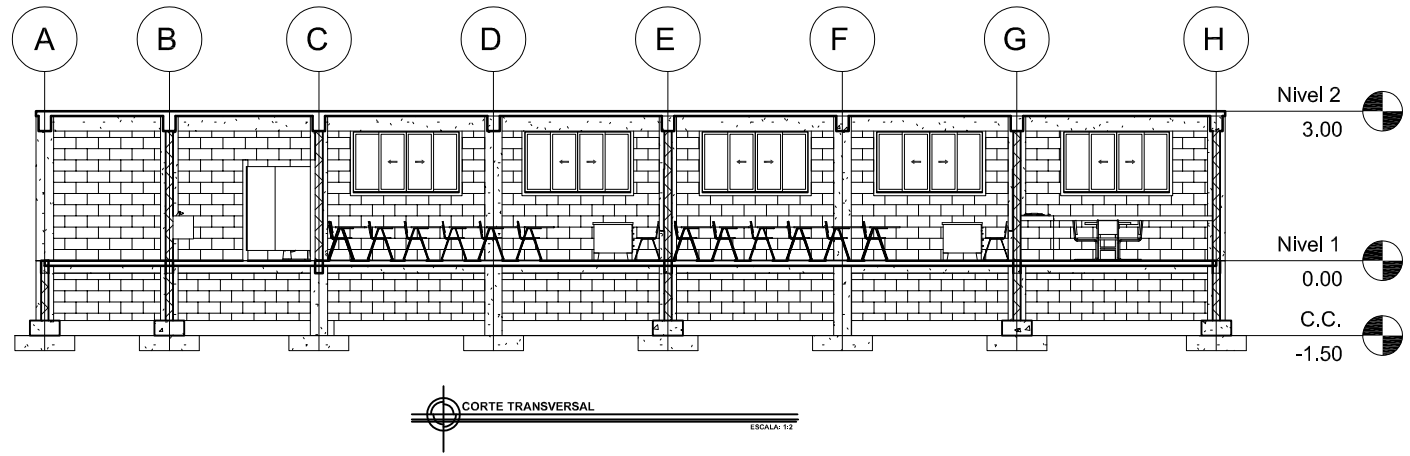 A B C D E F G H
Nivel 2
3.00
Nivel 1
0.00
C.C.
-1.50
CORTE TRANSVERSAL
ESCALA: 1:2